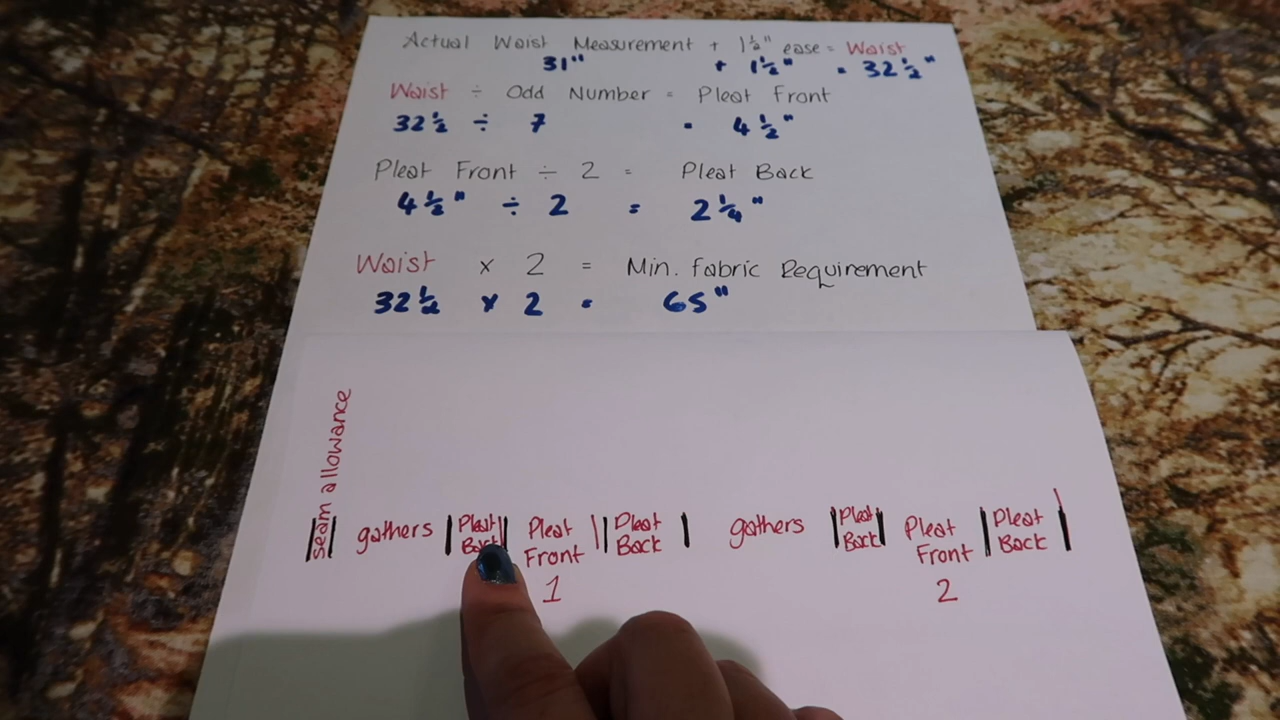 Actual Waist Measurement + 1½" ease = Waist
31" + 1½" = 32½"
Waist ÷ Odd Number = Pleat Front
32½ ÷ 7 = 4½"
Pleat Front ÷ 2 = Pleat Back
4½" ÷ 2 = 2¼"
Waist x 2 = Min. Fabric Requirement
32½ x 2 = 65"
seam allowance
gathers
Pleat
Back
Pleat
Front
1
Pleat
Back
gathers
Pleat
Back
Pleat
Front
2
Pleat
Back